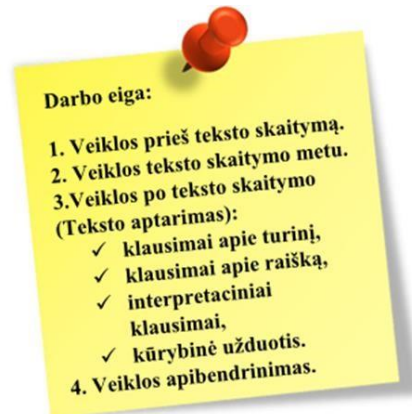 Darbo eiga:
1. Veiklos prieš teksto skaitymą.
2. Veiklos teksto skaitymo metu.
3.Veiklos po teksto skaitymo
(Teksto aptarimas):
✓ klausimai apie turinį,
✓ klausimai apie raišką,
✓ interpretaciniai
klausimai,
✓ kūrybinė užduotis.
4. Veiklos apibendrinimas.